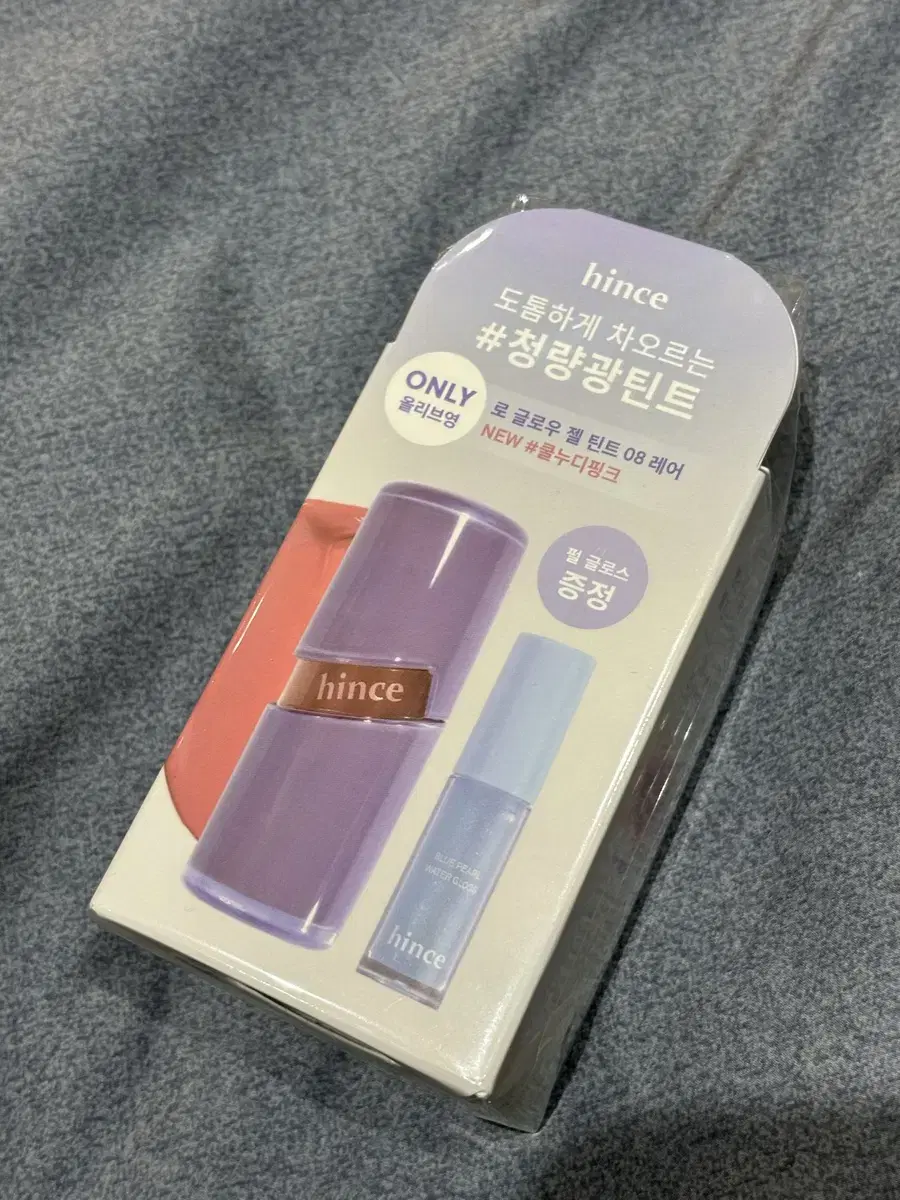 hince
도톰하게 차오르는
#청량광틴트
ONLY
올리브영
로 글로우 젤 틴트 08 레어
NEW #쿨누디핑크
펄 글로스
증정
hince
BLUE PEARL
WATER GLOSS
hince